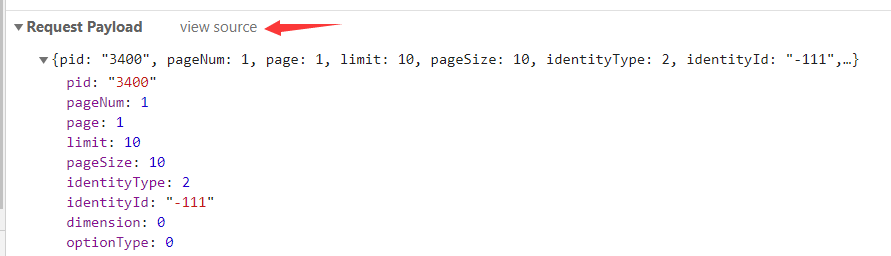 ▼Request Payload view source
▼{pid: "3400", pageNum: 1, page: 1, limit: 10, pageSize: 10, identityType: 2, identityId: "-111",…}
pid: "3400"
pageNum: 1
page: 1
limit: 10
pageSize: 10
identityType: 2
identityId: "-111"
dimension: 0
optionType: 0